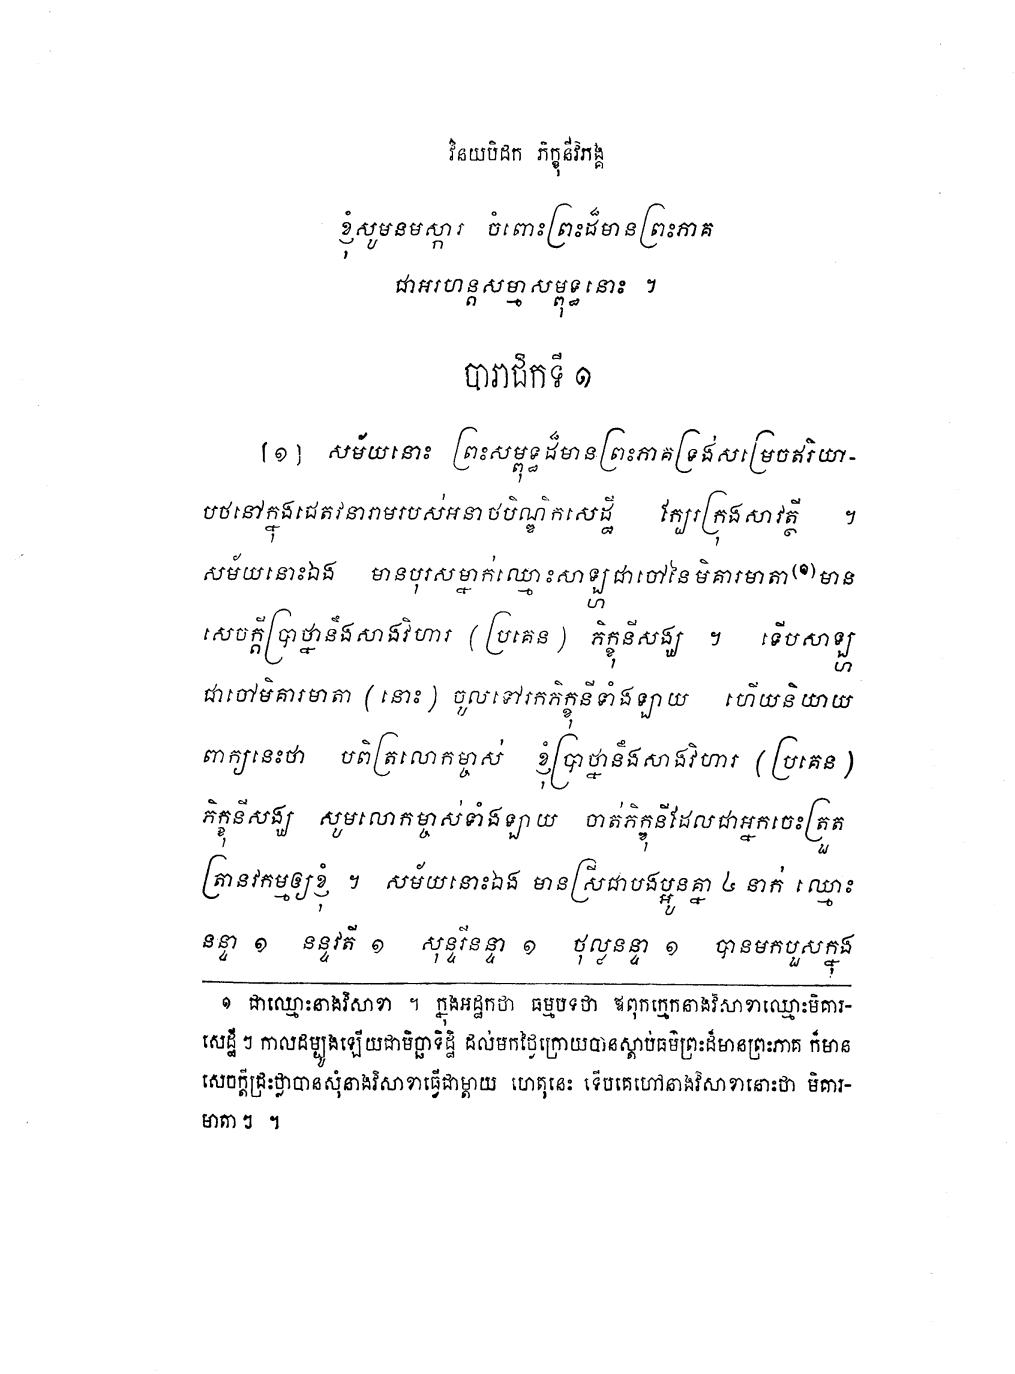 វិនយបិដក ភិក្ខុនីវិភង្គ
ខ្ញុំសូមនមស្ការ ចំពោះព្រះដ៏មានព្រះភាគ
ជាអរហន្តសម្មាសម្ពុទ្ធនោះ ។
បារាជិកទី ១
[១] សម័យនោះ ព្រះសម្ពុទ្ធដ៏មានព្រះភាគទ្រង់សម្រេចឥរិយា-
បថនៅក្នុងជេតវនារាមរបស់អនាថបិណ្ឌិកសេដ្ឋី ក្បែរក្រុងសាវត្ថី ។
សម័យនោះឯង មានបុរសម្នាក់ឈ្មោះសាឡ្ហជាចៅនៃមិគារមាតា(១)មាន
សេចក្តីប្រាថ្នានឹងសាងវិហារ (ប្រគេន) ភិក្ខុនីសង្ឃ ។ ទើបសាឡ្ហ
ជាចៅមិគារមាតា (នោះ) ចូលទៅរកភិក្ខុនីទាំងឡាយ ហើយនិយាយ
ពាក្យនេះថា បពិត្រលោកម្ចាស់ ខ្ញុំប្រាថ្នានឹងសាងវិហារ (ប្រគេន)
ភិក្ខុនីសង្ឃ សូមលោកម្ចាស់ទាំងឡាយ ចាត់ភិក្ខុនីដែលជាអ្នកចេះត្រួត
ត្រានវកម្មឲ្យខ្ញុំ ។ សម័យនោះឯង មានស្រីជាបងប្អូនគ្នា ៤ នាក់ ឈ្មោះ
នន្ទា ១ នន្ទវតី ១ សុន្ទរីនន្ទា ១ ថុល្លនន្ទា ១ បានមកបួសក្នុង
១ ជាឈ្មោះនាងវិសាខា ។ ក្នុងអដ្ឋកថា ធម្មបទថា ឪពុកក្មេកនាងវិសាខាឈ្មោះមិគារ-
សេដ្ឋីៗ កាលដម្បូងឡើយជាមិច្ឆាទិដ្ឋិ ដល់មកថ្ងៃក្រោយបានស្តាប់ធម៌ព្រះដ៏មានព្រះភាគ ក៏មាន
សេចក្តីជ្រះថ្លាបានសុំនាងវិសាខាធ្វើជាម្តាយ ហេតុនេះ ទើបគេហៅនាងវិសាខានោះថា មិគារ-
មាតាៗ ។